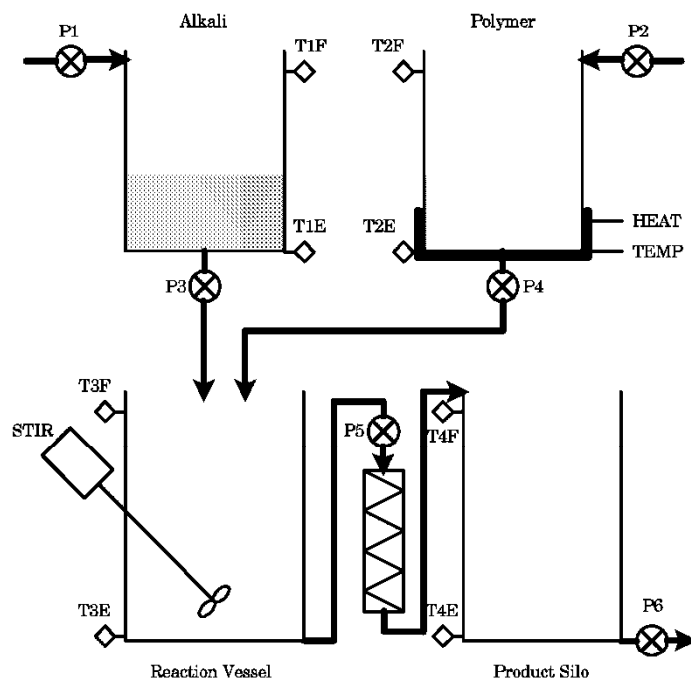 P1
Alkali
T1F
T2F
Polymer
P2
T1E
T2E
HEAT
TEMP
P3
P4
T3F
STIR
P5
T4F
T3E
T4E
P6
Reaction Vessel
Product Silo